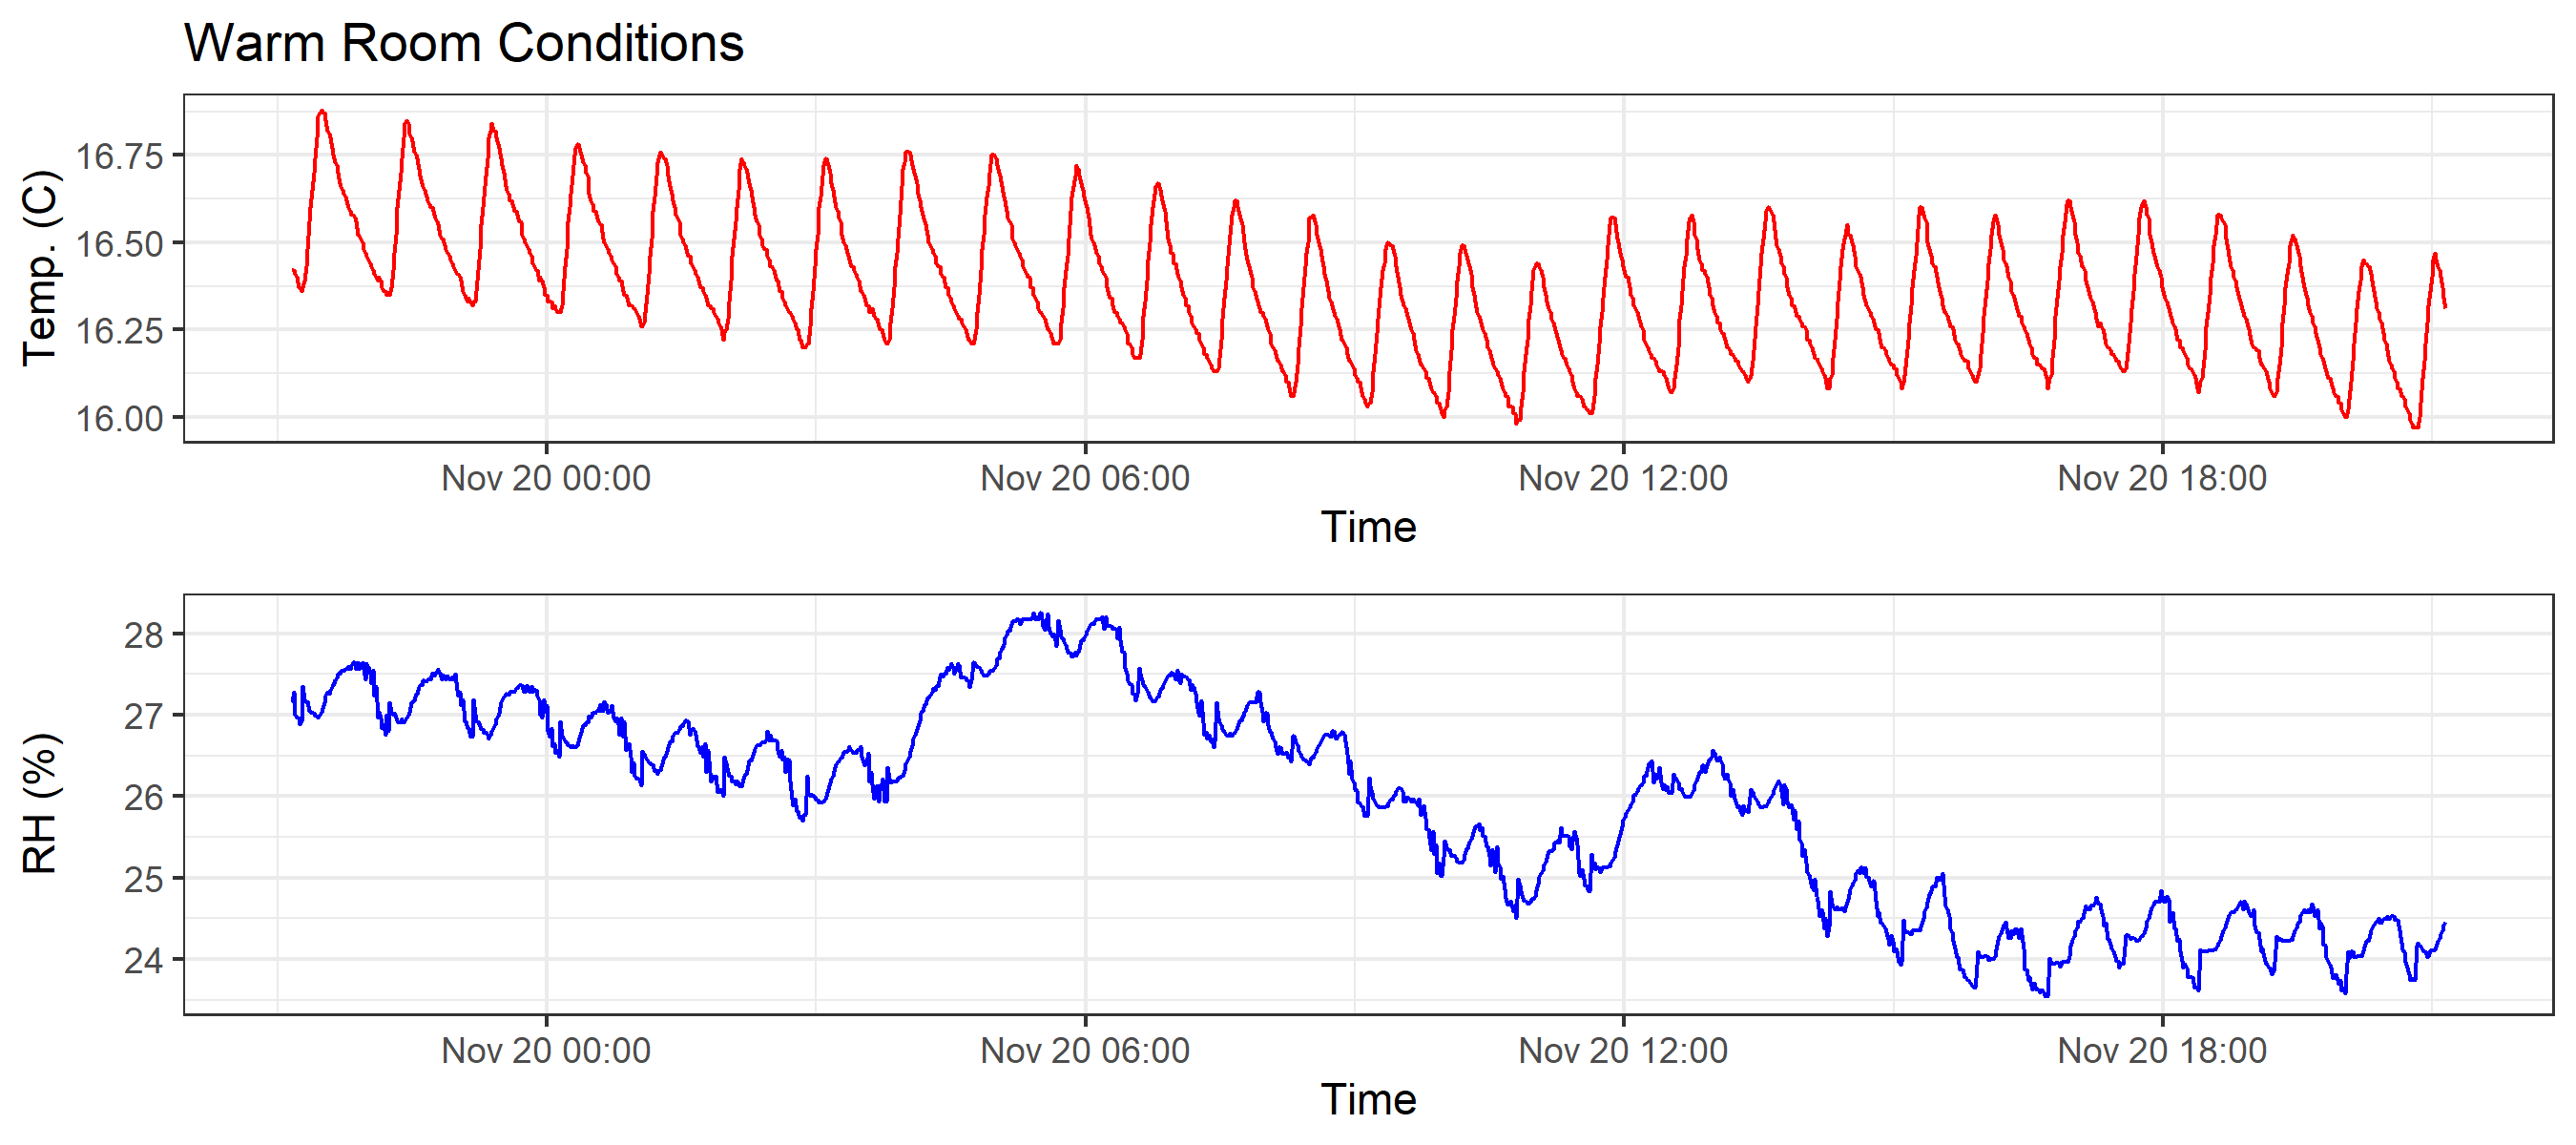 Warm Room Conditions
Temp. (C)
16.75
16.50
16.25
16.00
Nov 20 00:00 Nov 20 06:00 Nov 20 12:00 Nov 20 18:00
Time
RH (%)
28
27
26
25
24
Nov 20 00:00 Nov 20 06:00 Nov 20 12:00 Nov 20 18:00
Time